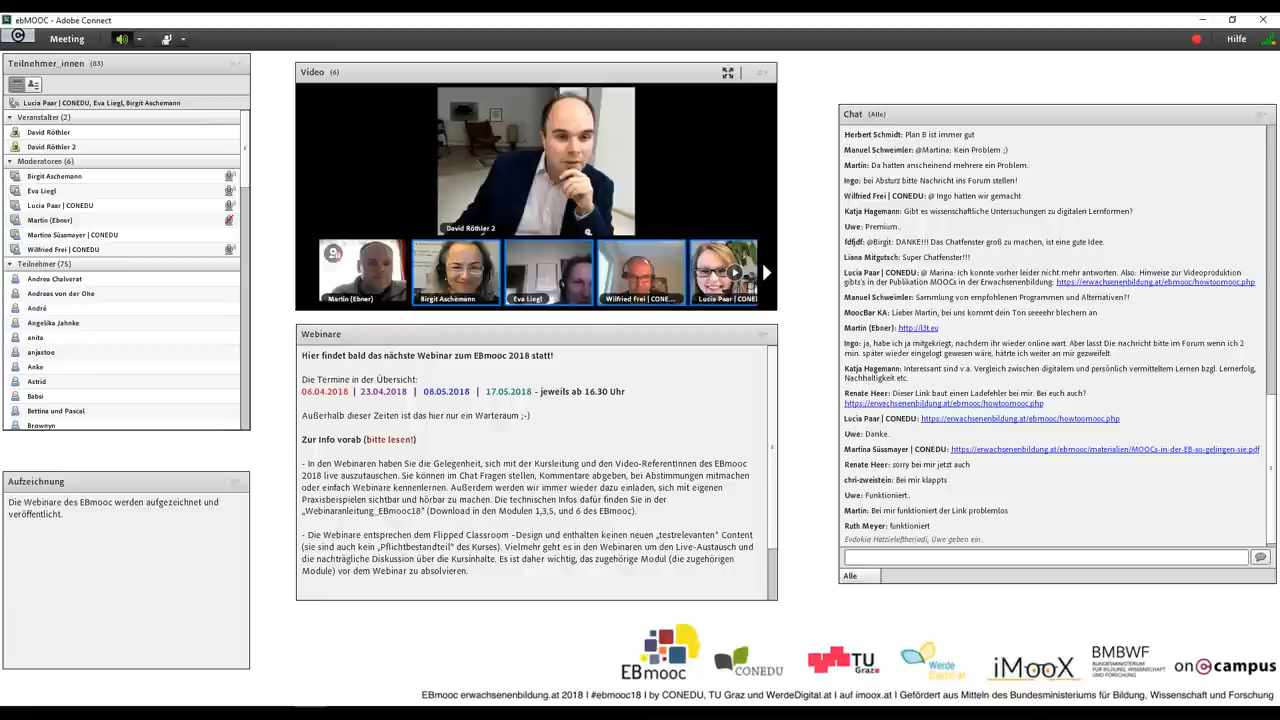 ebMOOC - Adobe Connect
Meeting
Hilfe
Teilnehmer_innen (83)
Lucia Paar | CONEDU, Eva Liegl, Birgit Aschemann
Veranstalter (2)
David Röthler
David Röthler 2
Moderatoren (6)
Birgit Aschemann
Eva Liegl
Lucia Paar | CONEDU
Martin (Ebner)
Martina Süssmayer | CONEDU
Wilfried Frei | CONEDU
Teilnehmer (75)
Andrea Chalverat
Andreas von der Ohe
André
Angelika Jahnke
anita
anjastoe
Anke
Astrid
Babsi
Bettina und Pascal
Brownyn
Aufzeichnung
Die Webinare des EBmooc werden aufgezeichnet und
veröffentlicht.
Video (6)
David Röthler 2
Martin (Ebner)
Birgit Aschemann
Eva Liegl
Wilfried Frei | CONE...
Lucia Paar | CONEI
Webinare
Hier findet bald das nächste Webinar zum EBmooc 2018 statt!
Die Termine in der Übersicht:
06.04.2018 | 23.04.2018 | 08.05.2018 | 17.05.2018 - jeweils ab 16.30 Uhr
Außerhalb dieser Zeiten ist das hier nur ein Warteraum ;-)
Zur Info vorab (bitte lesen!)
- In den Webinaren haben Sie die Gelegenheit, sich mit der Kursleitung und den Video-ReferentInnen des EBmooc
2018 live auszutauschen. Sie können im Chat Fragen stellen, Kommentare abgeben, bei Abstimmungen mitmachen
oder einfach Webinare kennenlernen. Außerdem werden wir immer wieder dazu einladen, sich mit eigenen
Praxisbeispielen sichtbar und hörbar zu machen. Die technischen Infos dafür finden Sie in der
„Webinaranleitung_EBmooc18" (Download in den Modulen 1,3,5, und 6 des EBmooc).
- Die Webinare entsprechen dem Flipped Classroom -Design und enthalten keinen neuen „testrelevanten" Content
(sie sind auch kein „Pflichtbestandteil" des Kurses). Vielmehr geht es in den Webinaren um den Live-Austausch und
die nachträgliche Diskussion über die Kursinhalte. Es ist daher wichtig, das zugehörige Modul (die zugehörigen
Module) vor dem Webinar zu absolvieren.
Chat (Alle)
Herbert Schmidt: Plan B ist immer gut
Manuel Schweimler: @Martina: Kein Problem ;)
Martin: Da hatten anscheinend mehrere ein Problem.
Ingo: bei Absturz bitte Nachricht ins Forum stellen!
Wilfried Frei | CONEDU: @ Ingo hatten wir gemacht
Katja Hagemann: Gibt es wissenschaftliche Untersuchungen zu digitalen Lernformen?
Uwe: Premium..
fdfjdf: @Birgit: DANKE!!! Das Chatfenster groß zu machen, ist eine gute Idee.
Liana Mitgutsch: Super Chatfenster!!!
Lucia Paar | CONEDU: @ Marina: Ich konnte vorher leider nicht mehr antworten. Also: Hinweise zur Videoproduktion
gibts's in der Publikation MOOCs in der Erwachsenenbildung: https://erwachsenenbildung.at/ebmooc/howtoomooc.php
Manuel Schweimler: Sammlung von empfohlenen Programmen und Alternativen?!
MoocBar KA: Lieber Martin, bei uns kommt dein Ton seeeehr blechern an
Martin (Ebner): http://l3t.eu
Ingo: ja, habe ich ja mitgekriegt, nachdem ihr wieder online wart. Aber lasst Die nachricht bitte im Forum wenn ich 2
min. später wieder eingelogt gewesen wäre, härtte ich weiter an mir gezweifelt.
Katja Hagemann: Interessant sind v.a. Vergleich zwischen digitalem und persönlich vermitteltem Lernen bzgl. Lernerfolg,
Nachhaltigkeit etc.
Renate Heer: Dieser Link baut einen Ladefehler bei mir. Bei euch auch?
https://erwachsenenbildung.at/ebmooc/howtoomooc.php
Lucia Paar | CONEDU: https://erwachsenenbildung.at/ebmooc/howtoomooc.php
Uwe: Danke..
Martina Süssmayer | CONEDU: https://erwachsenenbildung.at/ebmooc/materialien/MOOCs-in-der-EB-so-gelingen-sie.pdf
Renate Heer: sorry bei mir jetzt auch
chri-zweistein: Bei mir klappts
Uwe: Funktioniert..
Martin: Bei mir funktioniert der Link problemlos
Ruth Meyer: funktioniert
Evdokia Hatzieleftheriadi, Uwe geben ein..
Alle
EBmooc
CONEDU
TU Graz
Werde Digital.at
iMooX
BMBWF
BUNDESMINISTERIUM
FÜR BILDUNG, WISSENSCHAFT
UND FORSCHUNG
on campus
EBmooc erwachsenenbildung.at 2018 I #ebmooc18 I by CONEDU, TU Graz und WerdeDigital.at I auf imoox.at I Gefördert aus Mitteln des Bundesministeriums für Bildung, Wissenschaft und Forschung